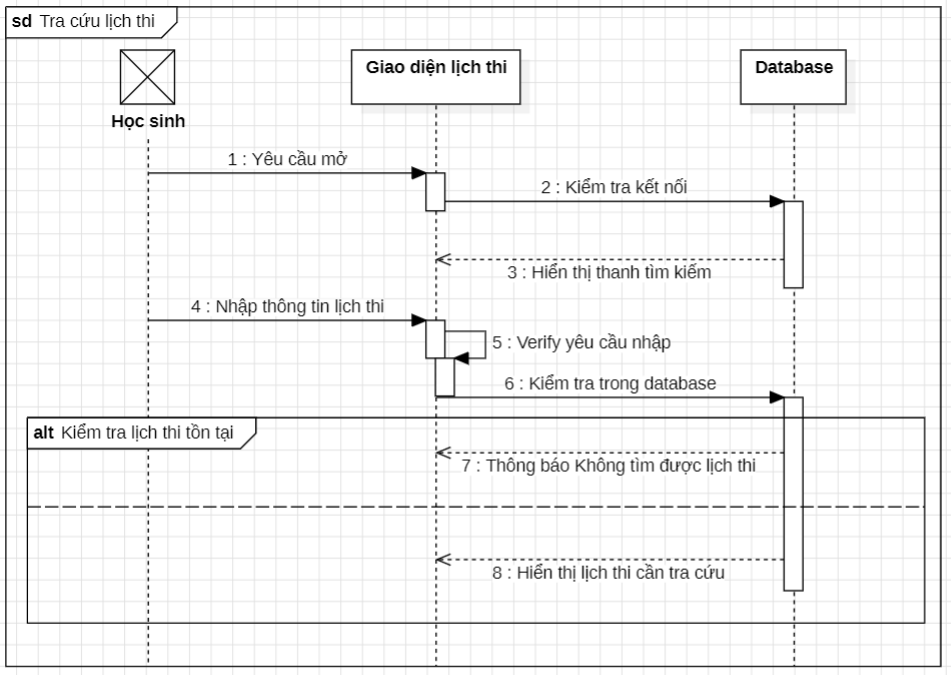 sd Tra cứu lịch thi
Giao diện lịch thi
Database
Học sinh
1 : Yêu cầu mở
2 : Kiểm tra kết nối
3 : Hiển thị thanh tìm kiếm
4 : Nhập thông tin lịch thi
5 : Verify yêu cầu nhập
6 : Kiểm tra trong database
alt Kiểm tra lịch thi tồn tại
7 : Thông báo Không tìm được lịch thi
8 : Hiển thị lịch thi cần tra cứu